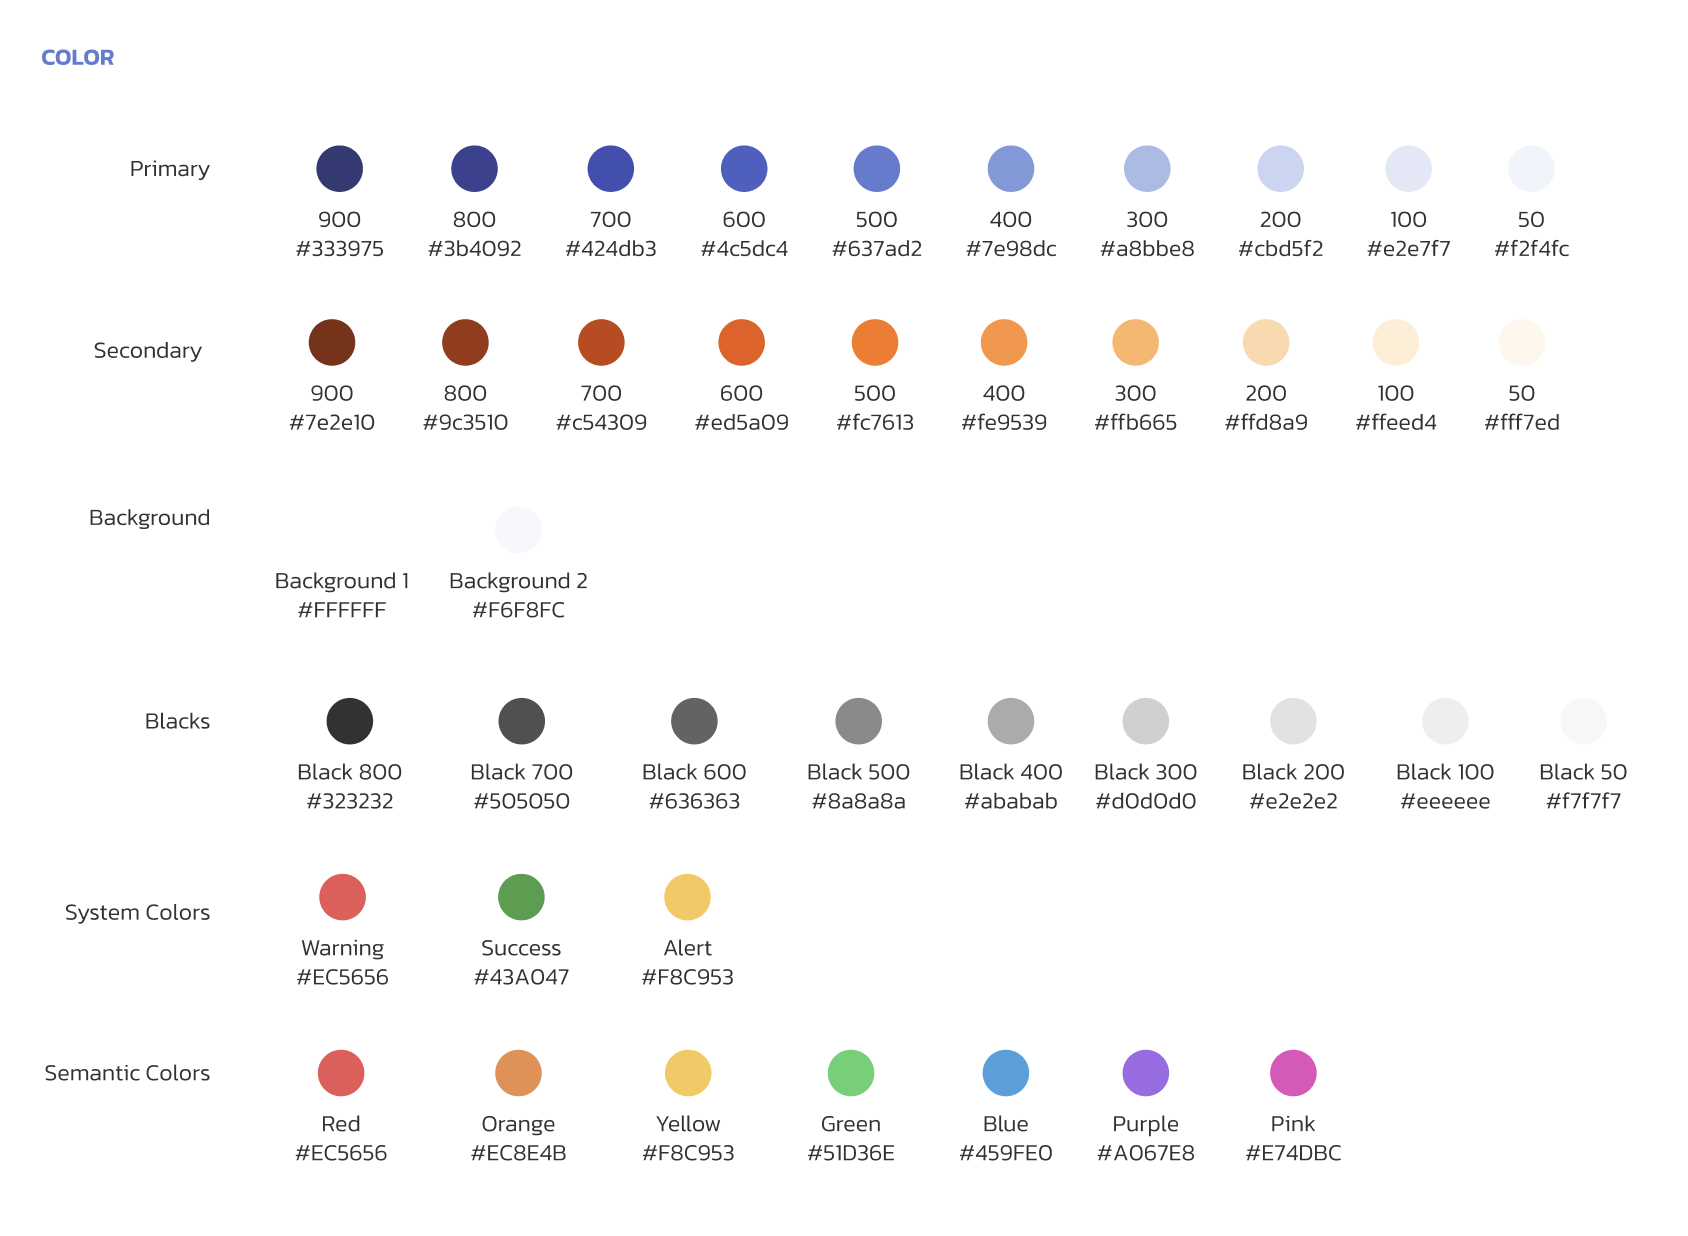 COLOR
Primary
900 800 700 600 500 400 300 200 100 50
#333975 #3b4092 #424db3 #4c5dc4 #637ad2 #7e98dc #a8bbe8 #cbd5f2 #e2e7f7 #f2f4fc
Secondary
900 800 700 600 500 400 300 200 100 50
#7e2e10 #9c3510 #c54309 #ed5a09 #fc7613 #fe9539 #ffb665 #ffd8a9 #ffeed4 #fff7ed
Background
Background 1 Background 2
#FFFFFF #F6F8FC
Blacks
Black 800 Black 700 Black 600 Black 500 Black 400 Black 300 Black 200 Black 100 Black 50
#323232 #505050 #636363 #8a8a8a #ababab #d0d0d0 #e2e2e2 #eeeeee #f7f7f7
System Colors
Warning Success Alert
#EC5656 #43A047 #F8C953
Semantic Colors
Red Orange Yellow Green Blue Purple Pink
#EC5656 #EC8E4B #F8C953 #51D36E #459FE0 #A067E8 #E74DBC